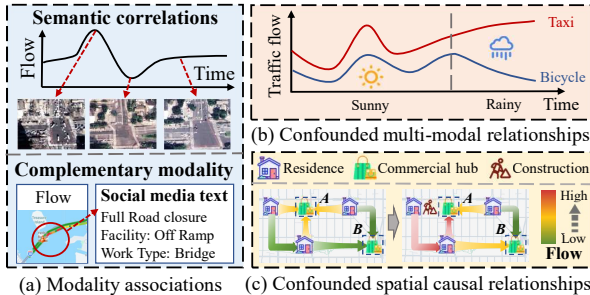 Semantic correlations
Flow
Time
Complementary modality
Flow
Social media text
Full Road closure
Facility: Off Ramp
Work Type: Bridge
(a) Modality associations
Traffic flow
Taxi
Bicycle
Sunny
Rainy
Time
(b) Confounded multi-modal relationships
Residence
Commercial hub
Construction
A
B
A
B
High
Low
Flow
(c) Confounded spatial causal relationships